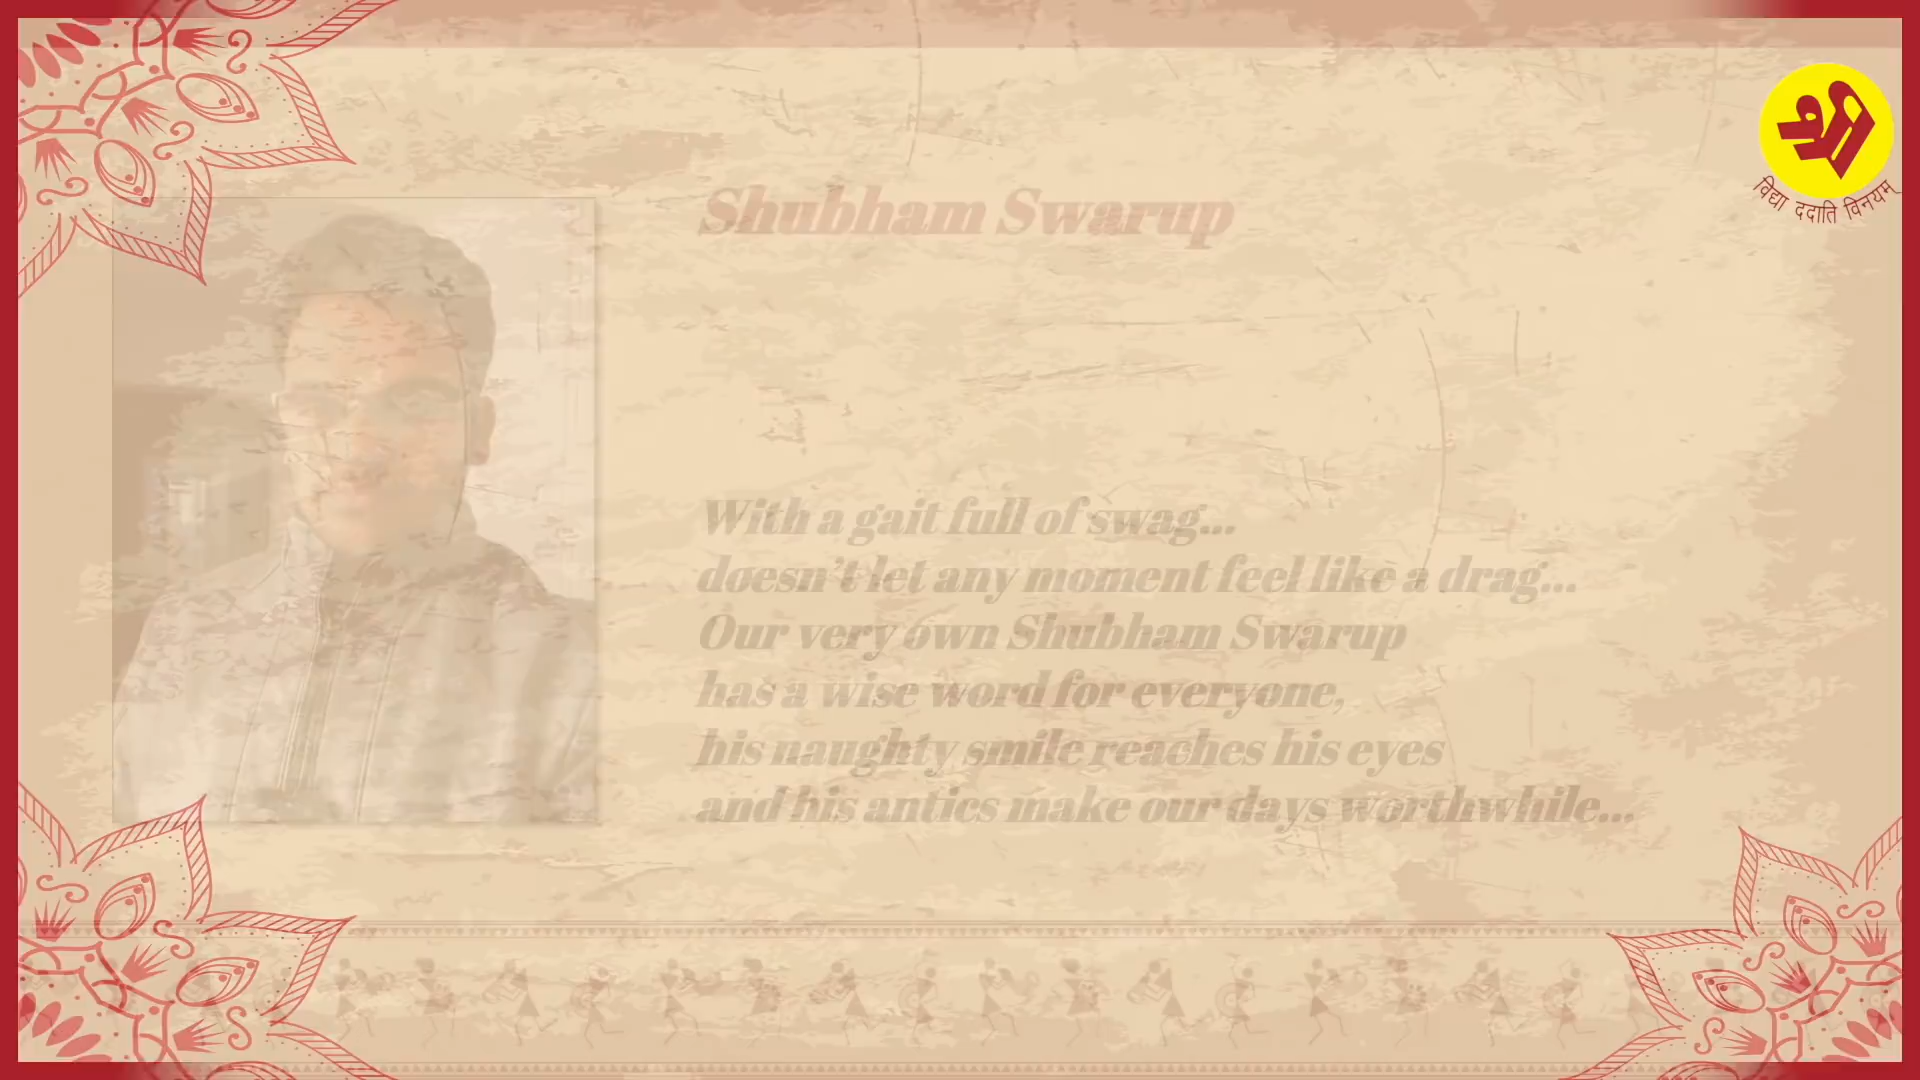 Shubham Swarup
With a gait full of swag...
doesn't let any moment feel like a drag...
Our very own Shubham Swarup
has a wise word for everyone,
his naughty smile reaches his eyes
and his antics make our days worthwhile...
श्री
विद्या ददाति विनयम्